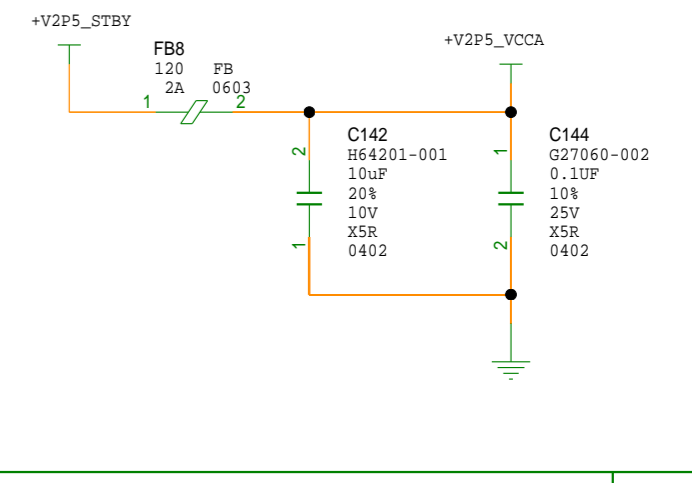 +V2P5_STBY
+V2P5_VCCA
FB8
120 FB
2A 0603
1 2
C142
H64201-001
10uF
20%
10V
X5R
0402
2
1
C144
G27060-002
0.1UF
10%
25V
X5R
0402
1
2